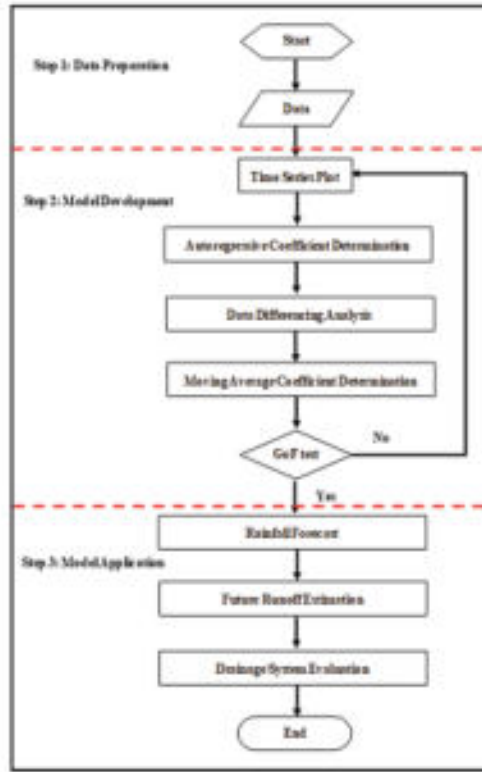 Start
Step 1: Data Preparation
Data
Time Series Plot
Step 2: Model Development
Autoregressive Coefficient Determination
Data Differencing Analysis
Moving Average Coefficient Determination
No
GoF test
Yes
Rainfall Forecast
Step 3: Model Application
Future Runoff Estimation
Drainage System Evaluation
End